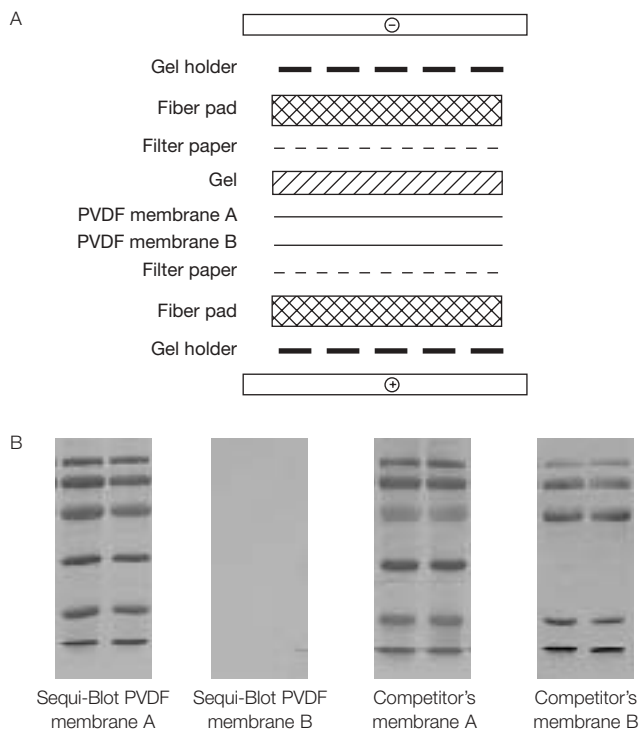 A
⊖
Gel holder
Fiber pad
Filter paper
Gel
PVDF membrane A
PVDF membrane B
Filter paper
Fiber pad
Gel holder
⊕
B
Sequi-Blot PVDF
membrane A
Sequi-Blot PVDF
membrane B
Competitor's
membrane A
Competitor's
membrane B